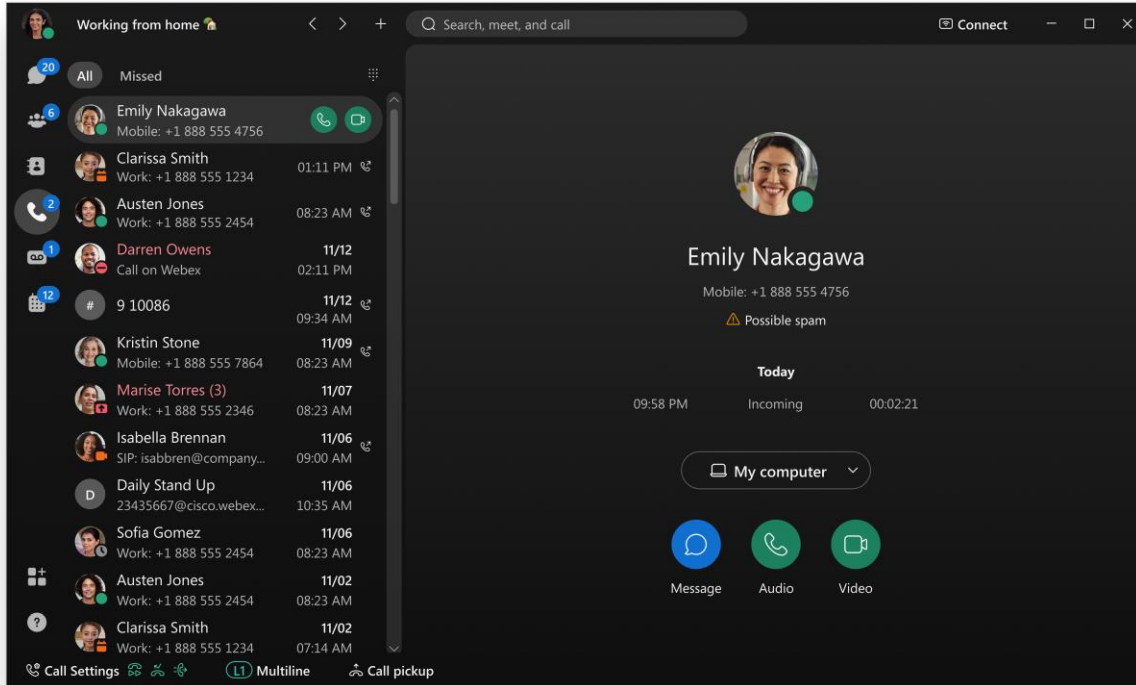 Working from home
Search, meet, and call
Connect
20
All
Missed
6
Emily Nakagawa
Mobile: +1 888 555 4756
Clarissa Smith
Work: +1 888 555 1234
01:11 PM
2
Austen Jones
Work: +1 888 555 2454
08:23 AM
1
Darren Owens
Call on Webex
11/12
02:11 PM
12
#
9 10086
11/12
09:34 AM
Kristin Stone
Mobile: +1 888 555 7864
11/09
08:23 AM
Marise Torres (3)
Work: +1 888 555 2346
11/07
08:23 AM
Isabella Brennan
SIP: isabbren@company...
11/06
09:00 AM
D
Daily Stand Up
23435667@cisco.webex...
11/06
10:35 AM
Sofia Gomez
Work: +1 888 555 2454
11/06
08:23 AM
Austen Jones
Work: +1 888 555 2454
11/02
08:23 AM
?
Clarissa Smith
Work: +1 888 555 1234
11/02
07:14 AM
Call Settings
L1 Multiline
Call pickup
Emily Nakagawa
Mobile: +1 888 555 4756
Possible spam
Today
09:58 PM Incoming 00:02:21
My computer
Message Audio Video